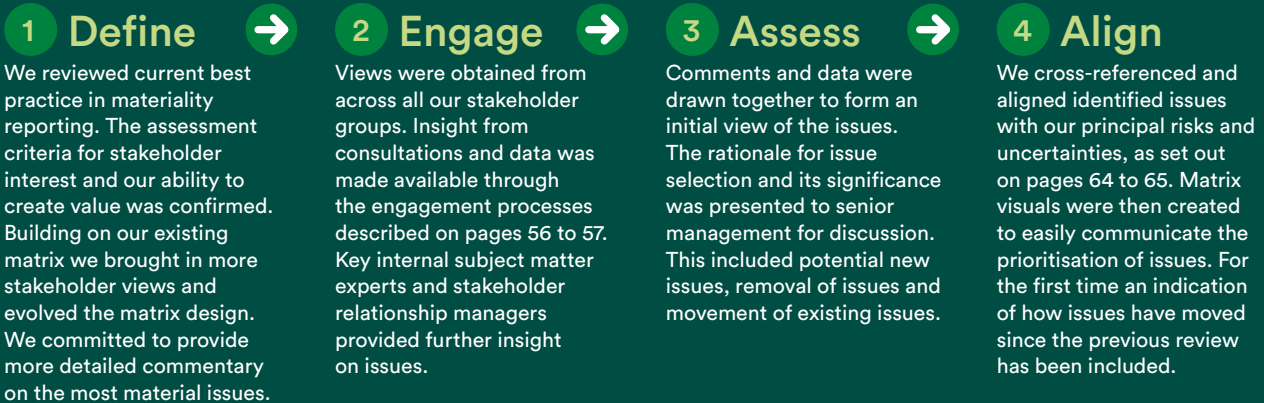 1 Define
We reviewed current best
practice in materiality
reporting. The assessment
criteria for stakeholder
interest and our ability to
create value was confirmed.
Building on our existing
matrix we brought in more
stakeholder views and
evolved the matrix design.
We committed to provide
more detailed commentary
on the most material issues.
2 Engage
Views were obtained from
across all our stakeholder
groups. Insight from
consultations and data was
made available through
the engagement processes
described on pages 56 to 57.
Key internal subject matter
experts and stakeholder
relationship managers
provided further insight
on issues.
3 Assess
Comments and data were
drawn together to form an
initial view of the issues.
The rationale for issue
selection and its significance
was presented to senior
management for discussion.
This included potential new
issues, removal of issues and
movement of existing issues.
4 Align
We cross-referenced and
aligned identified issues
with our principal risks and
uncertainties, as set out
on pages 64 to 65. Matrix
visuals were then created
to easily communicate the
prioritisation of issues. For
the first time an indication
of how issues have moved
since the previous review
has been included.